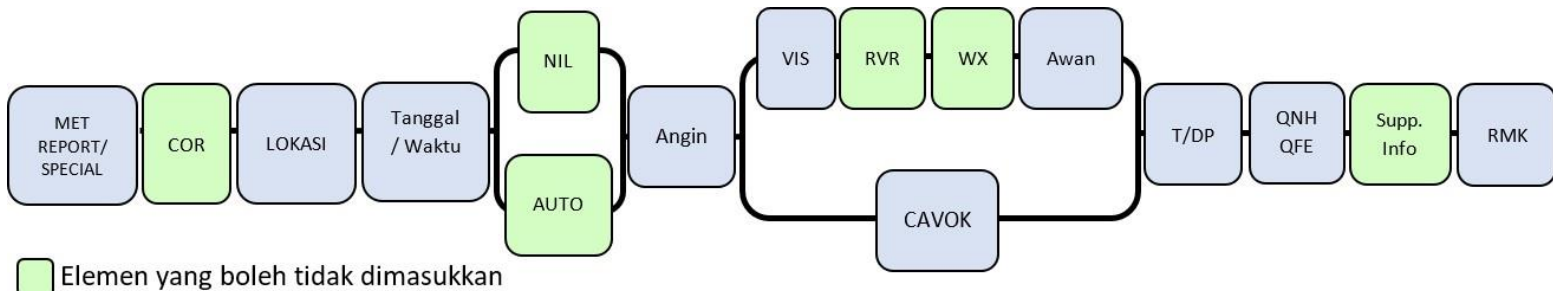 MET
REPORT/
SPECIAL
COR
LOKASI
Tanggal
/ Waktu
NIL
AUTO
Angin
VIS
RVR
WX
Awan
CAVOK
T/DP
QNH
QFE
Supp.
Info
RMK
Elemen yang boleh tidak dimasukkan